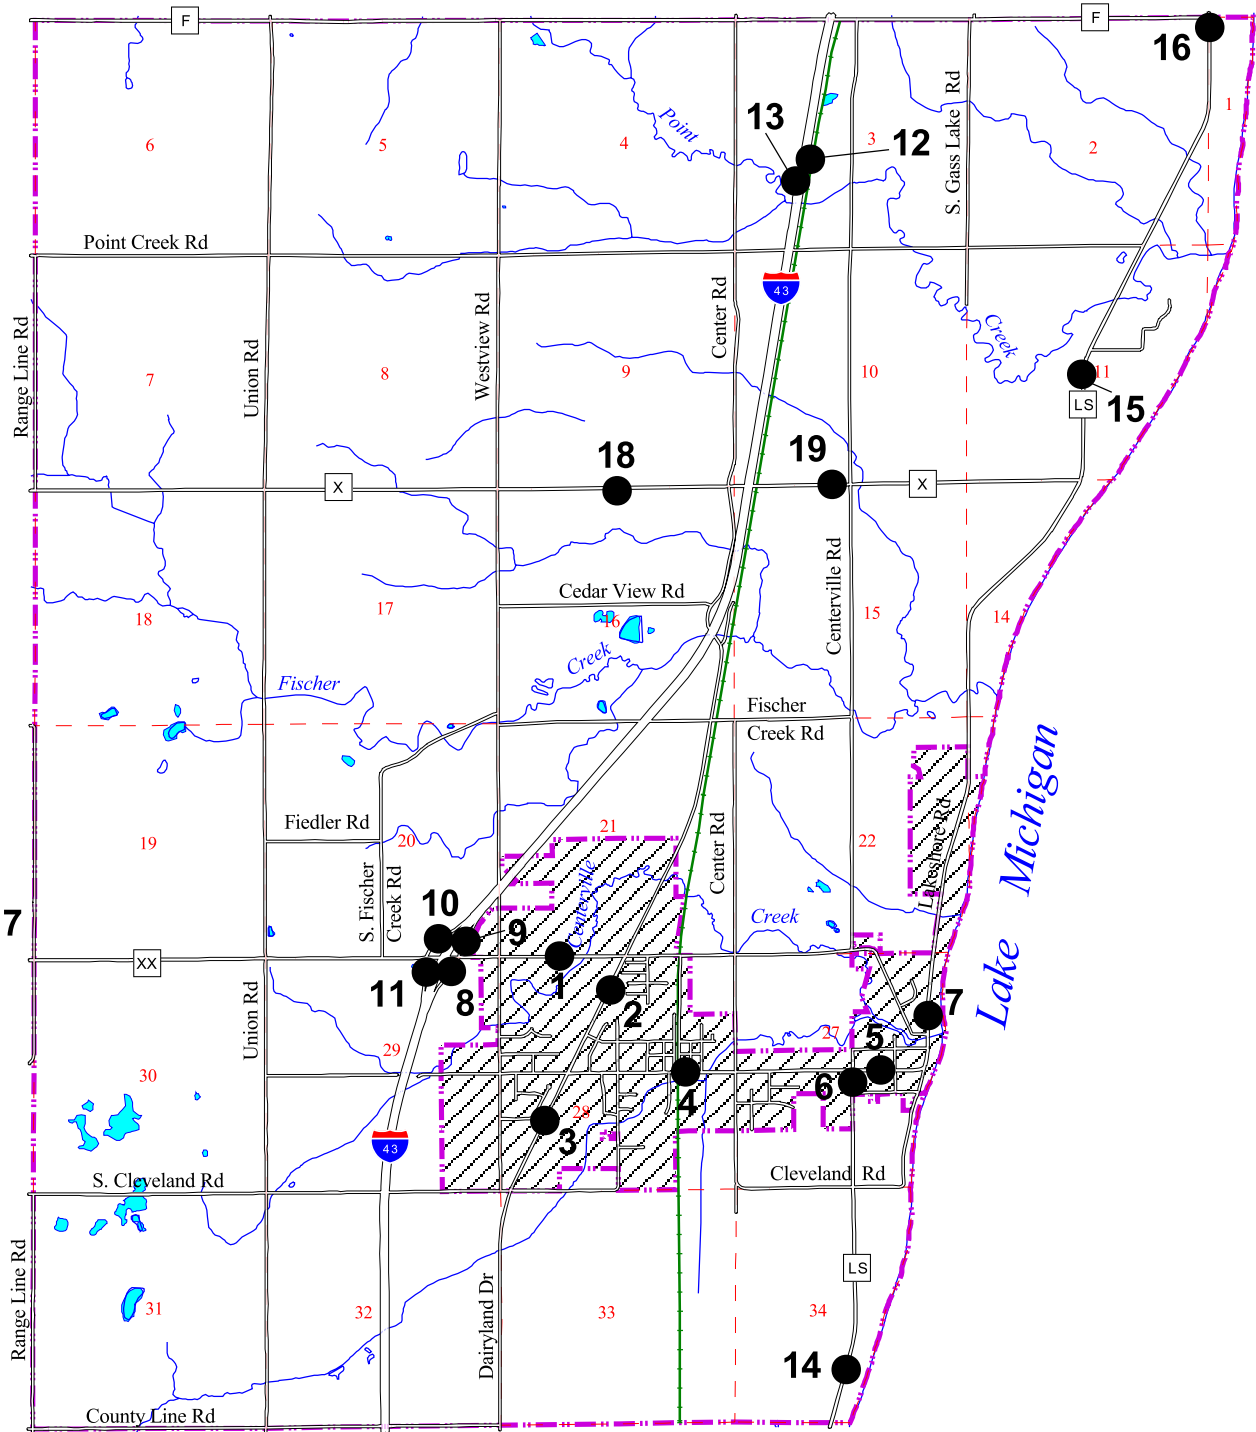 F
F
16
1
13
12
6
5
4
Point
3
2
S. Gass Lake Rd
Point Creek Rd
43
Range Line Rd
Union Rd
Westview Rd
Center Rd
Creek
7
8
9
10
11
LS
15
18
19
X
X
Cedar View Rd
Centerville Rd
18
17
16
15
14
Creek
Fischer
Fischer
Creek Rd
Lake Michigan
Fiedler Rd
19
20
21
22
Center Rd
Lakeshore Rd
S. Fischer
Creek Rd
Centerville
Creek
7
10
9
XX
11
8
1
2
7
Union Rd
29
27
5
30
6
4
28
3
43
S. Cleveland Rd
Cleveland Rd
Range Line Rd
LS
31
32
33
34
Dairyland Dr
14
County Line Rd